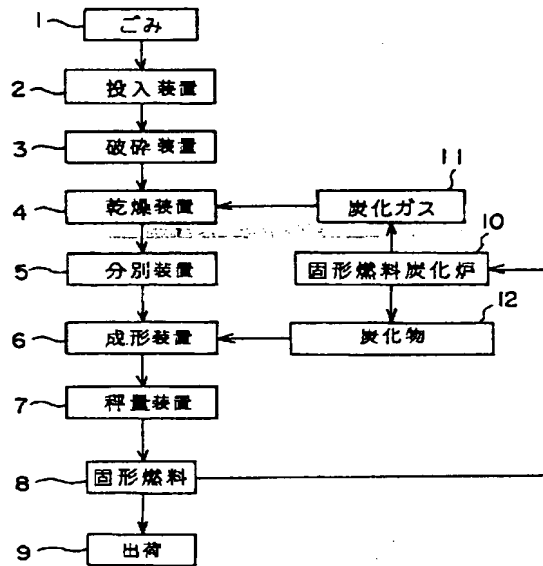 1 ごみ
2 投入装置
3 破砕装置
11
4 乾燥装置 炭化ガス
10
5 分別装置 固形燃料炭化炉
12
6 成形装置 炭化物
7 秤量装置
8 固形燃料
9 出荷